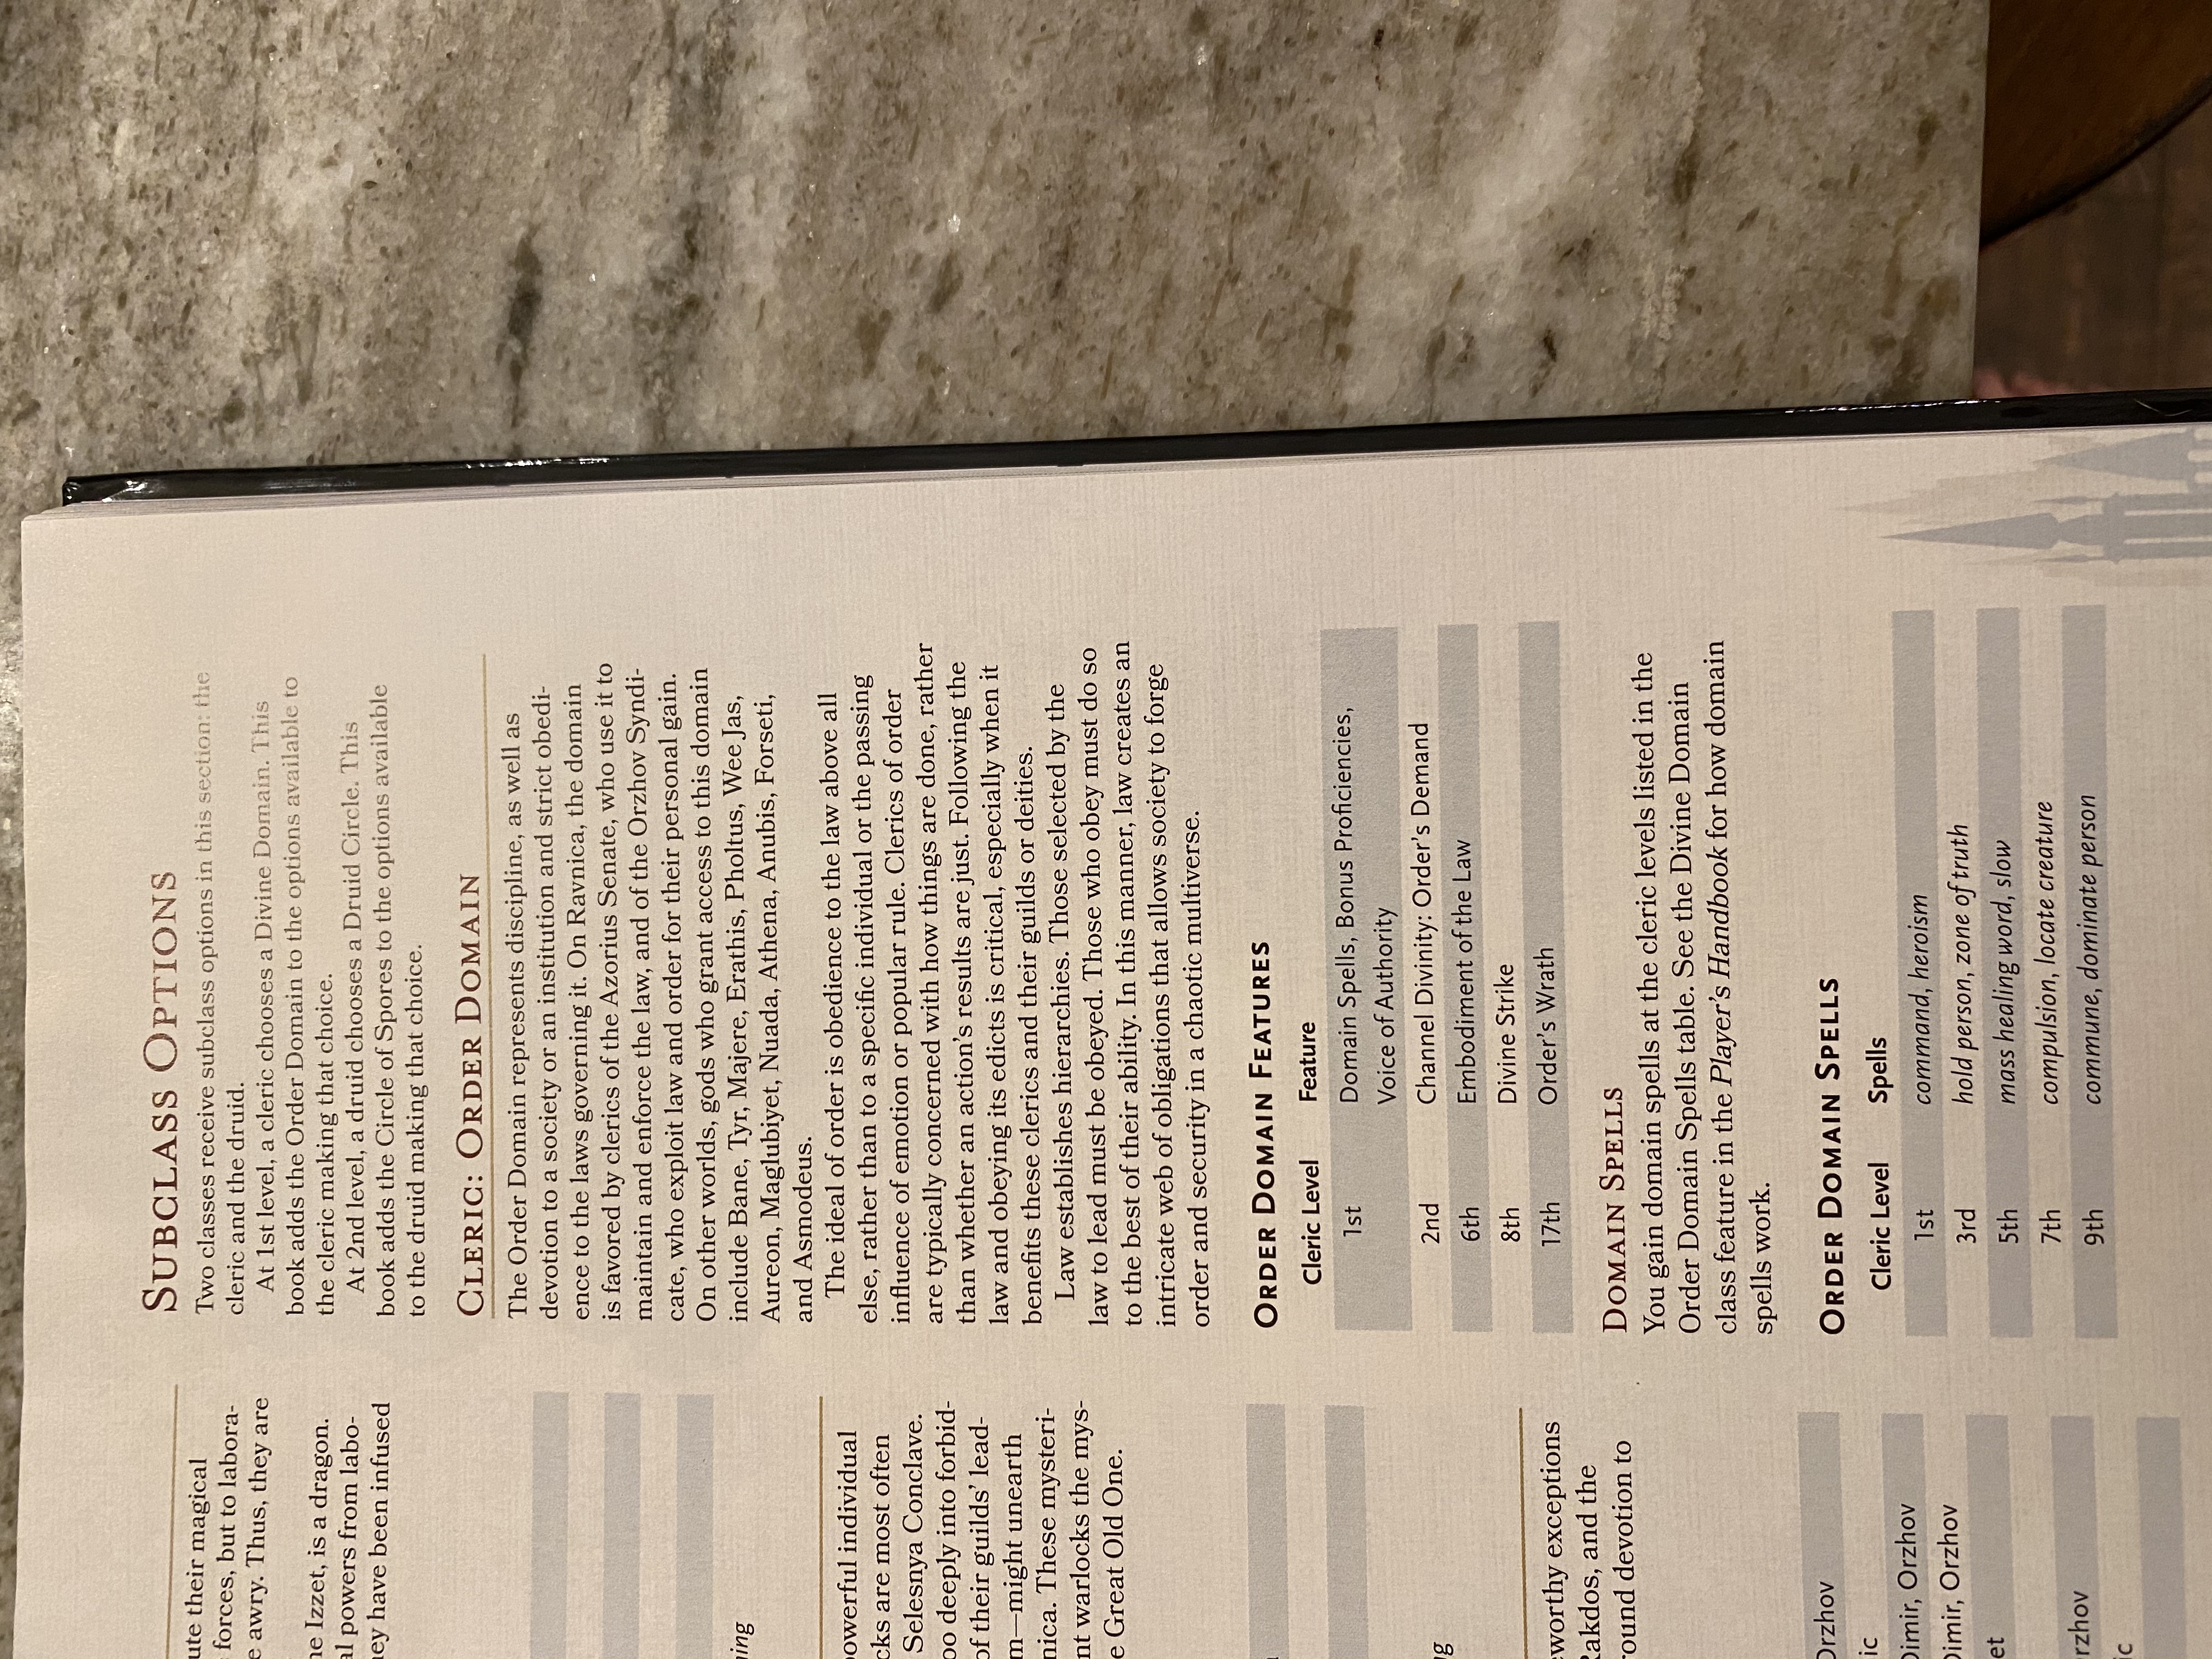 ute their magical
forces, but to labora-
e awry. Thus, they are
ne Izzet, is a dragon.
al powers from labo-
hey have been infused
ning
powerful individual
cks are most often
Selesnya Conclave.
oo deeply into forbid-
of their guilds' lead-
m—might unearth
nica. These mysteri-
nt warlocks the mys-
e Great Old One.
g
eworthy exceptions
Rakdos, and the
round devotion to
Orzhov
ic
Dimir, Orzhov
Dimir, Orzhov
et
rzhov
ic
SUBCLASS OPTIONS
Two classes receive subclass options in this section: the
cleric and the druid.
At 1st level, a cleric chooses a Divine Domain. This
book adds the Order Domain to the options available to
the cleric making that choice.
At 2nd level, a druid chooses a Druid Circle. This
book adds the Circle of Spores to the options available
to the druid making that choice.
CLERIC: ORDER DOMAIN
The Order Domain represents discipline, as well as
devotion to a society or an institution and strict obedi-
ence to the laws governing it. On Ravnica, the domain
is favored by clerics of the Azorius Senate, who use it to
maintain and enforce the law, and of the Orzhov Syndi-
cate, who exploit law and order for their personal gain.
On other worlds, gods who grant access to this domain
include Bane, Tyr, Majere, Erathis, Pholtus, Wee Jas,
Aureon, Maglubiyet, Nuada, Athena, Anubis, Forseti,
and Asmodeus.
The ideal of order is obedience to the law above all
else, rather than to a specific individual or the passing
influence of emotion or popular rule. Clerics of order
are typically concerned with how things are done, rather
than whether an action's results are just. Following the
law and obeying its edicts is critical, especially when it
benefits these clerics and their guilds or deities.
Law establishes hierarchies. Those selected by the
law to lead must be obeyed. Those who obey must do so
to the best of their ability. In this manner, law creates an
intricate web of obligations that allows society to forge
order and security in a chaotic multiverse.
ORDER DOMAIN FEATURES
Cleric Level Feature
1st Domain Spells, Bonus Proficiencies,
Voice of Authority
2nd Channel Divinity: Order's Demand
6th Embodiment of the Law
8th Divine Strike
17th Order's Wrath
DOMAIN SPELLS
You gain domain spells at the cleric levels listed in the
Order Domain Spells table. See the Divine Domain
class feature in the Player's Handbook for how domain
spells work.
ORDER DOMAIN SPELLS
Cleric Level Spells
1st command, heroism
3rd hold person, zone of truth
5th mass healing word, slow
7th compulsion, locate creature
9th commune, dominate person